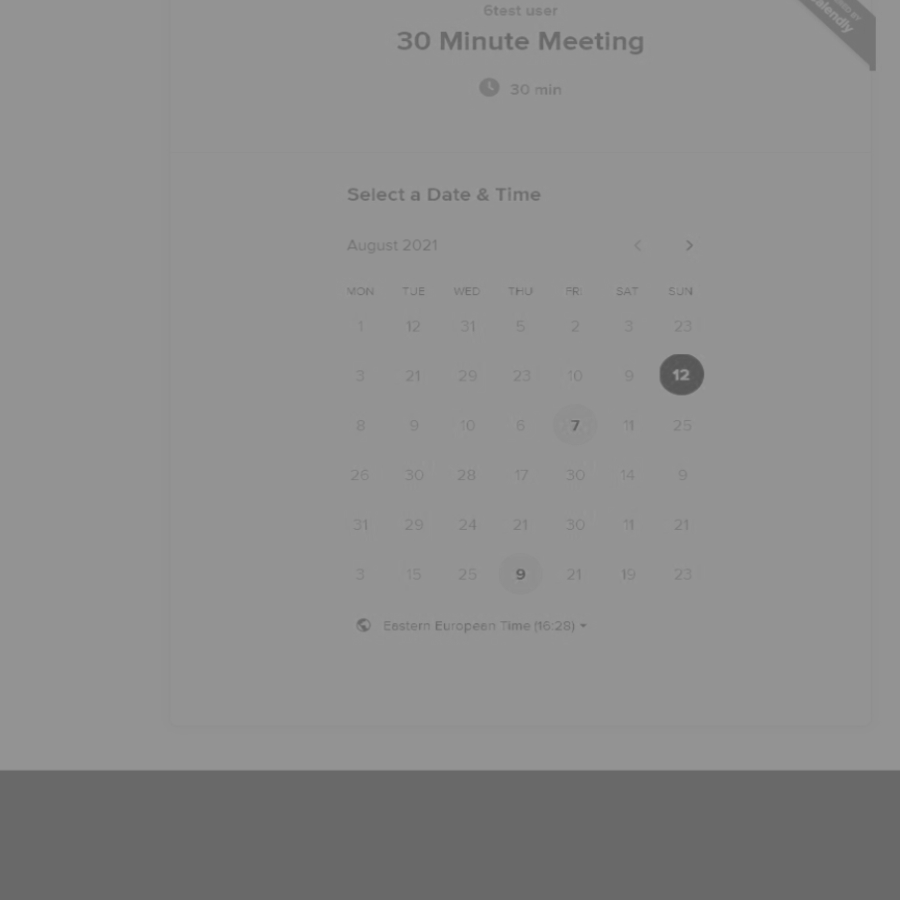 6test user
30 Minute Meeting
30 min
Select a Date & Time
August 2021
MON TUE WED THU FRI SAT SUN
1 12 31 5 2 3 23
3 21 29 23 10 9 12
8 9 10 6 7 11 25
26 30 28 17 30 14 9
31 29 24 21 30 11 21
3 15 25 9 21 19 23
Eastern European Time (16:28)